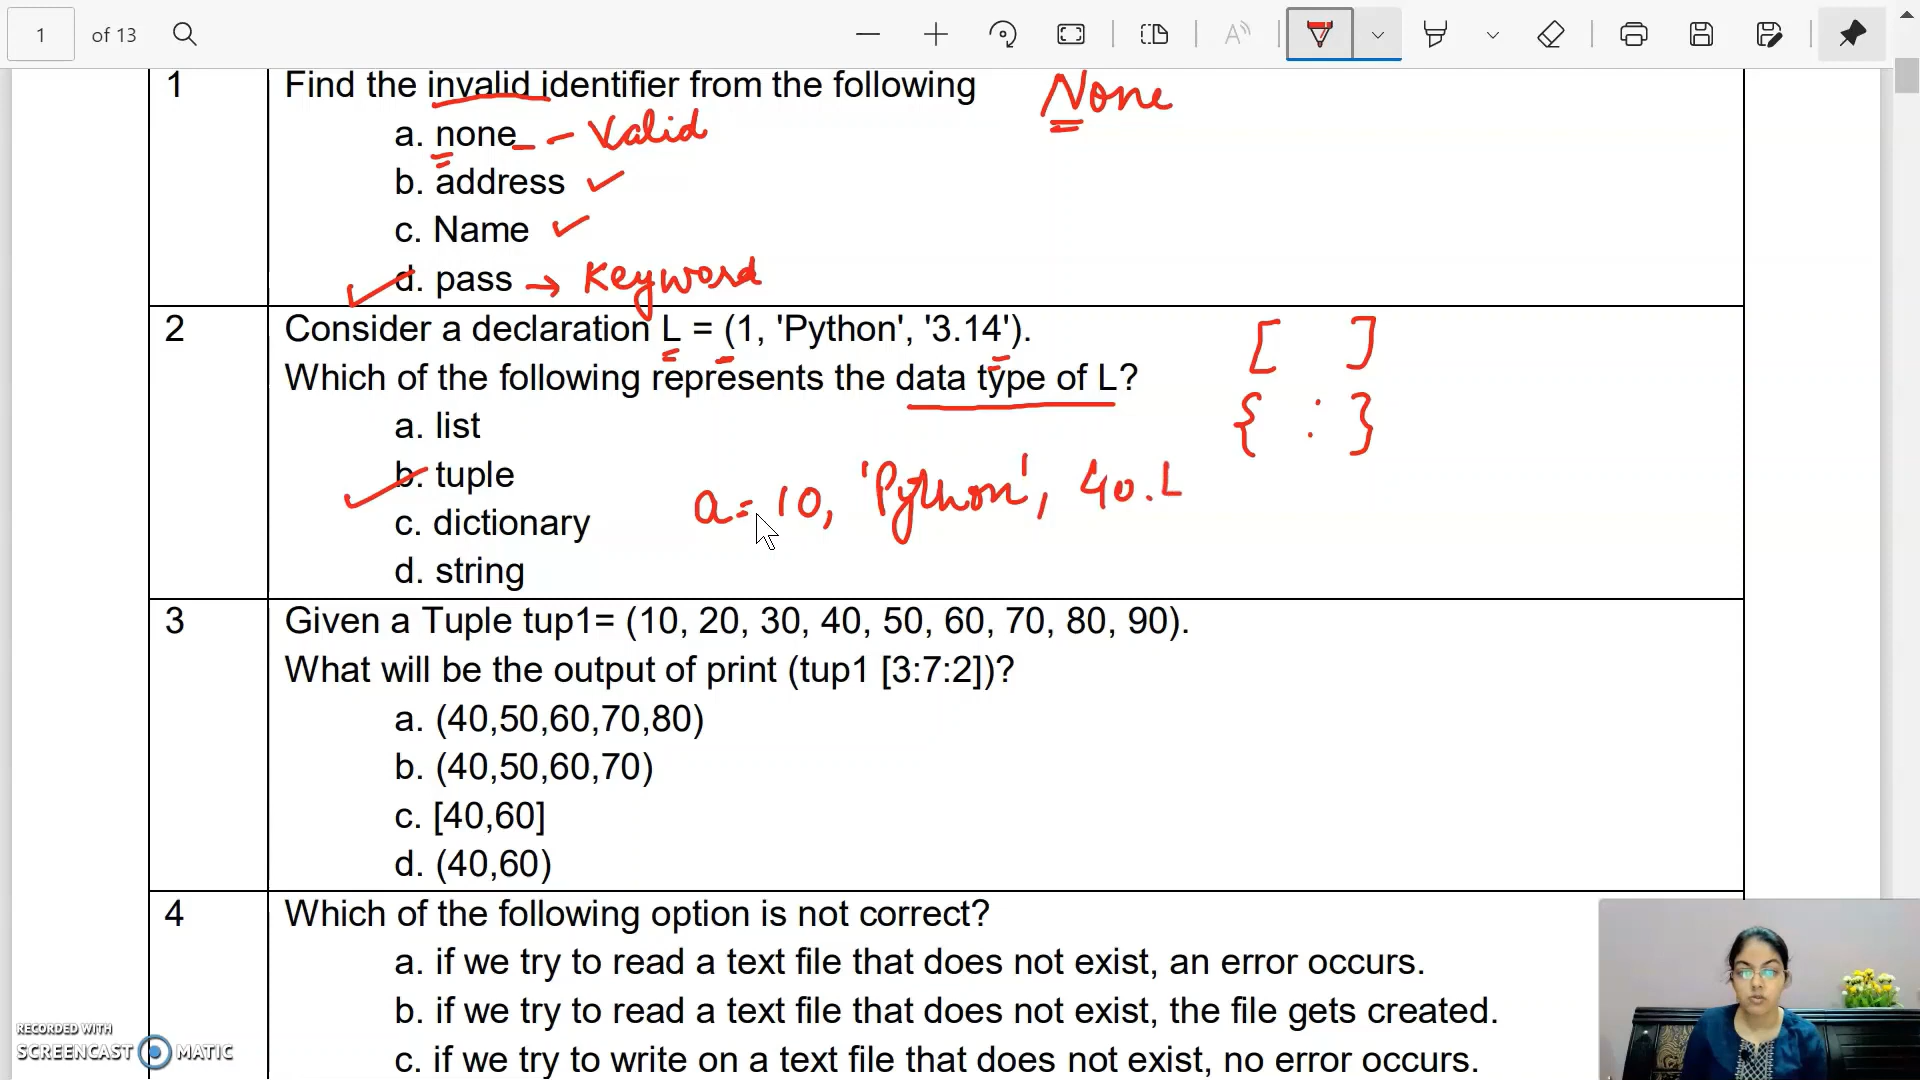 1 of 13
1 Find the invalid identifier from the following None
a. none - Valid
b. address
c. Name
d. pass → Keyword
2 Consider a declaration L = (1, 'Python', '3.14'). [ ]
Which of the following represents the data type of L?
a. list { : }
b. tuple
a = 10, 'Python', 40.
c. dictionary
d. string
3 Given a Tuple tup1= (10, 20, 30, 40, 50, 60, 70, 80, 90).
What will be the output of print (tup1 [3:7:2])?
a. (40,50,60,70,80)
b. (40,50,60,70)
c. [40,60]
d. (40,60)
4 Which of the following option is not correct?
a. if we try to read a text file that does not exist, an error occurs.
b. if we try to read a text file that does not exist, the file gets created.
c. if we try to write on a text file that does not exist, no error occurs.
RECORDED WITH
SCREENCAST MATIC